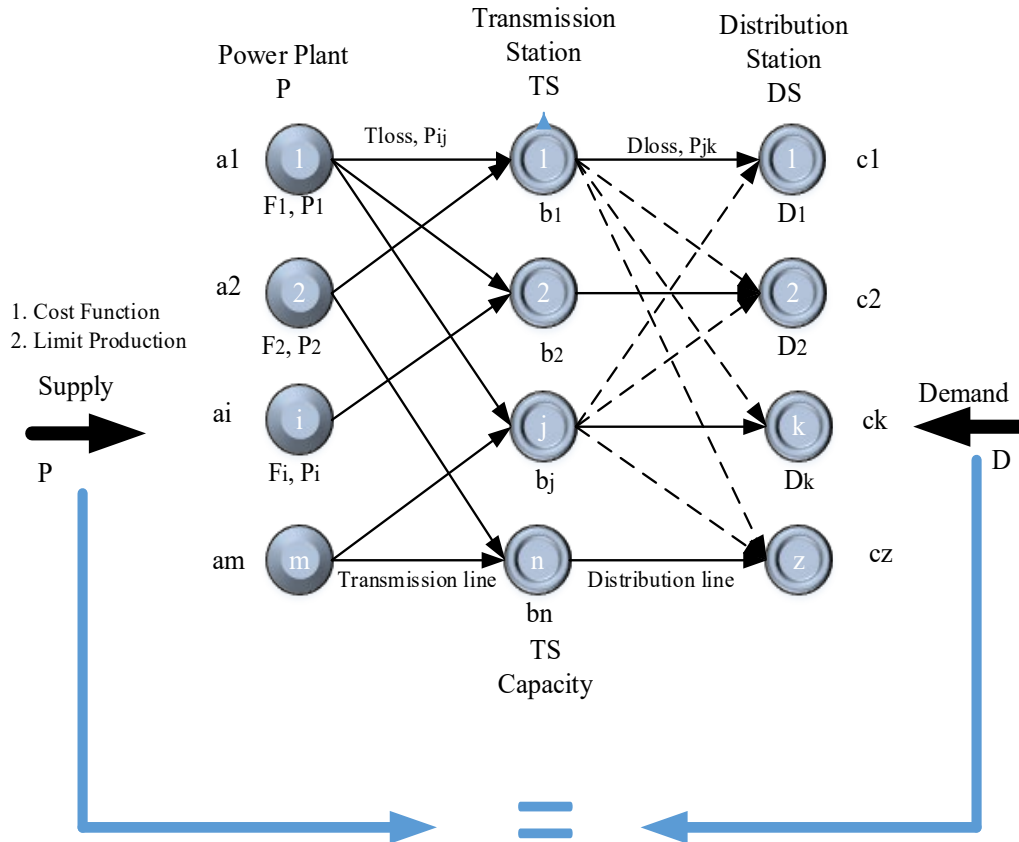 Transmission
Station
TS
Distribution
Station
DS
Power Plant
P
a1
1
Tloss, Pij
1
Dloss, Pjk
1
c1
F1, P1
b1
D1
a2
2
2
2
c2
F2, P2
b2
D2
1. Cost Function
2. Limit Production
Supply
P
ai
i
j
k
ck
Fi, Pi
bj
Dk
Demand
D
am
m
Transmission line
n
Distribution line
z
cz
bn
TS
Capacity
=